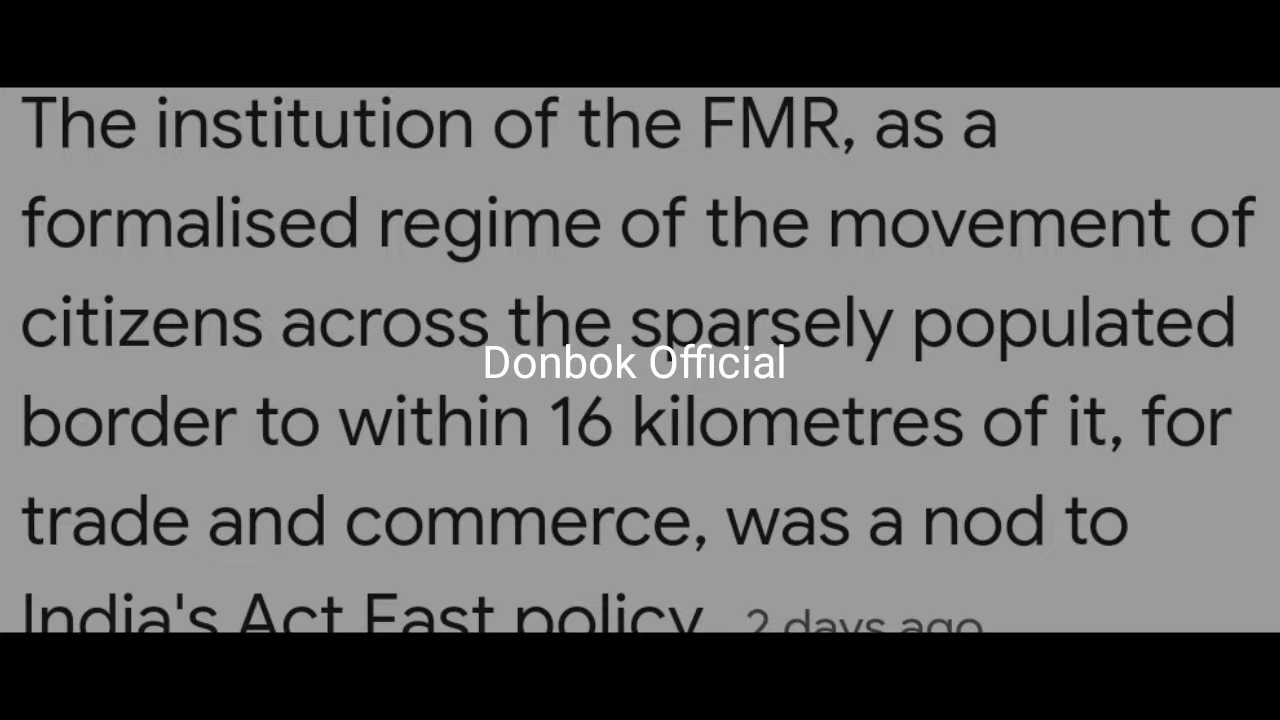 The institution of the FMR, as a
formalised regime of the movement of
citizens across the sparsely populated
Donbok Official
border to within 16 kilometres of it, for
trade and commerce, was a nod to
India's Act East policy. 2 days ago